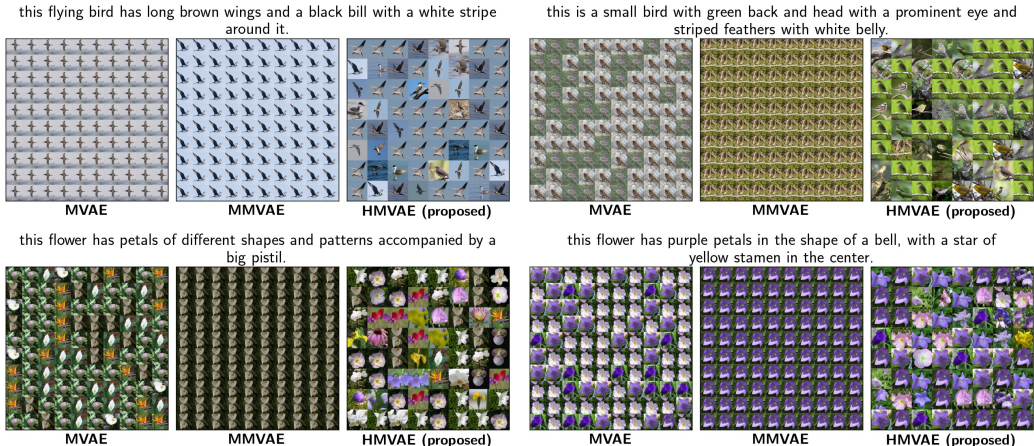 this flying bird has long brown wings and a black bill with a white stripe
around it.
MVAE
MMVAE
HMVAE (proposed)
this is a small bird with green back and head with a prominent eye and
striped feathers with white belly.
MVAE
MMVAE
HMVAE (proposed)
this flower has petals of different shapes and patterns accompanied by a
big pistil.
MVAE
MMVAE
HMVAE (proposed)
this flower has purple petals in the shape of a bell, with a star of
yellow stamen in the center.
MVAE
MMVAE
HMVAE (proposed)